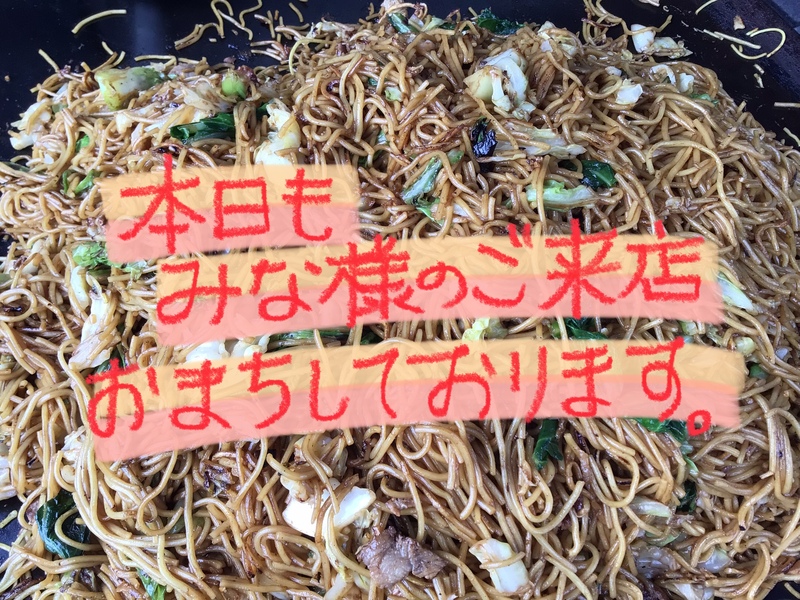 本日も
みな様のご来店
おまちしております。